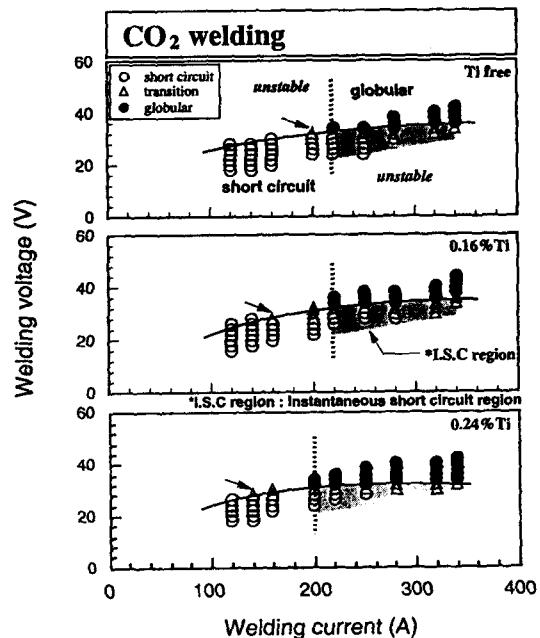 CO₂ welding
60
Ti free
short circuit
transition
globular
unstable
globular
40
20
short circuit
unstable
0
60
0.16%Ti
40
20
*I.S.C region
0
*I.S.C region : Instantaneous short circuit region
60
0.24%Ti
40
20
0
0
100
200
300
400
Welding voltage (V)
Welding current (A)